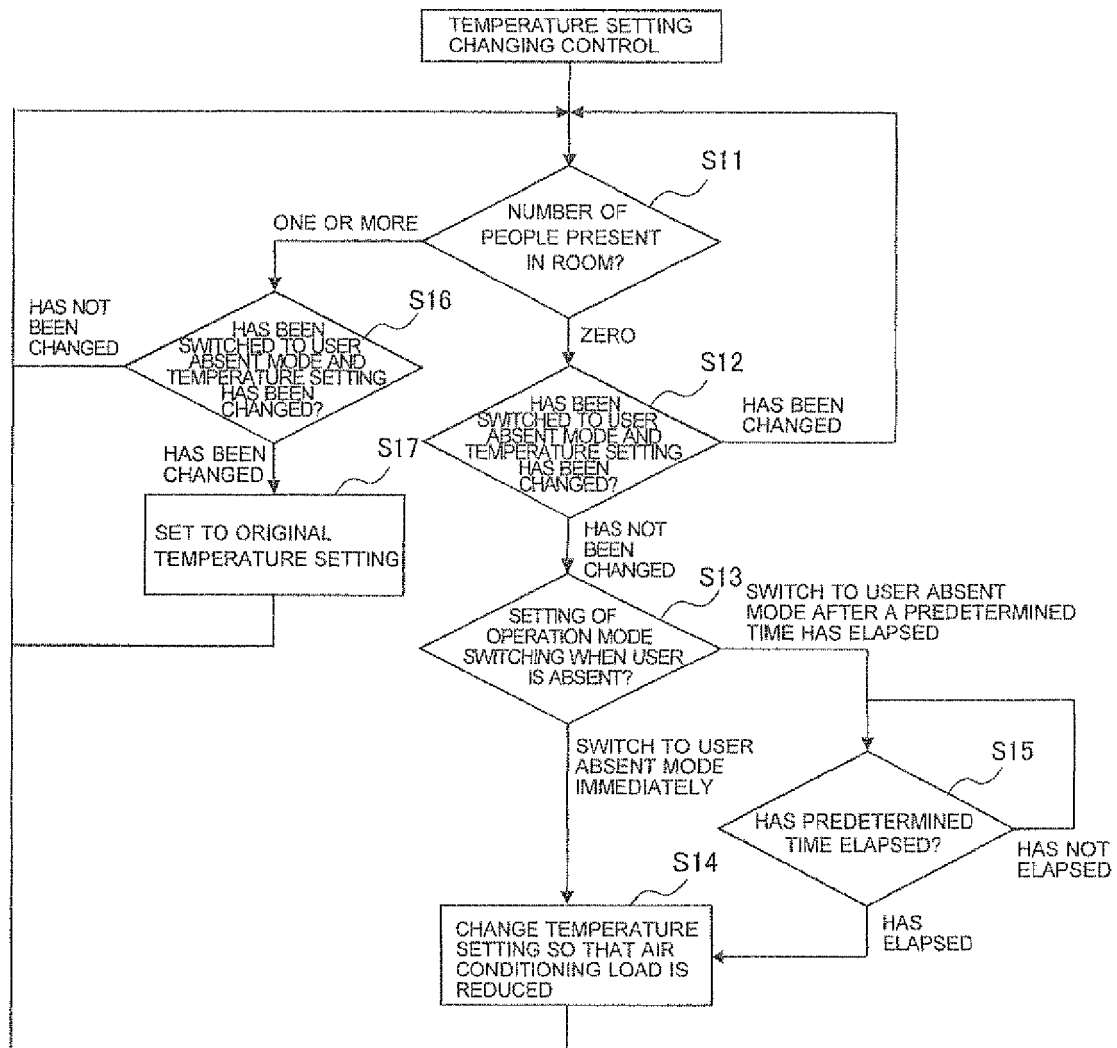 TEMPERATURE SETTING
CHANGING CONTROL
S11
NUMBER OF
PEOPLE PRESENT
IN ROOM?
ONE OR MORE
ZERO
S16
HAS NOT
BEEN
CHANGED
HAS BEEN
SWITCHED TO USER
ABSENT MODE AND
TEMPERATURE SETTING
HAS BEEN
CHANGED?
S12
HAS BEEN
SWITCHED TO USER
ABSENT MODE AND
TEMPERATURE SETTING
HAS BEEN
CHANGED?
HAS BEEN
CHANGED
HAS BEEN
CHANGED
S17
SET TO ORIGINAL
TEMPERATURE SETTING
HAS NOT
BEEN
CHANGED
S13
SETTING OF
OPERATION MODE
SWITCHING WHEN USER
IS ABSENT?
SWITCH TO USER ABSENT
MODE AFTER A PREDETERMINED
TIME HAS ELAPSED
SWITCH TO USER
ABSENT MODE
IMMEDIATELY
S15
HAS PREDETERMINED
TIME ELAPSED?
HAS NOT
ELAPSED
HAS
ELAPSED
S14
CHANGE TEMPERATURE
SETTING SO THAT AIR
CONDITIONING LOAD IS
REDUCED